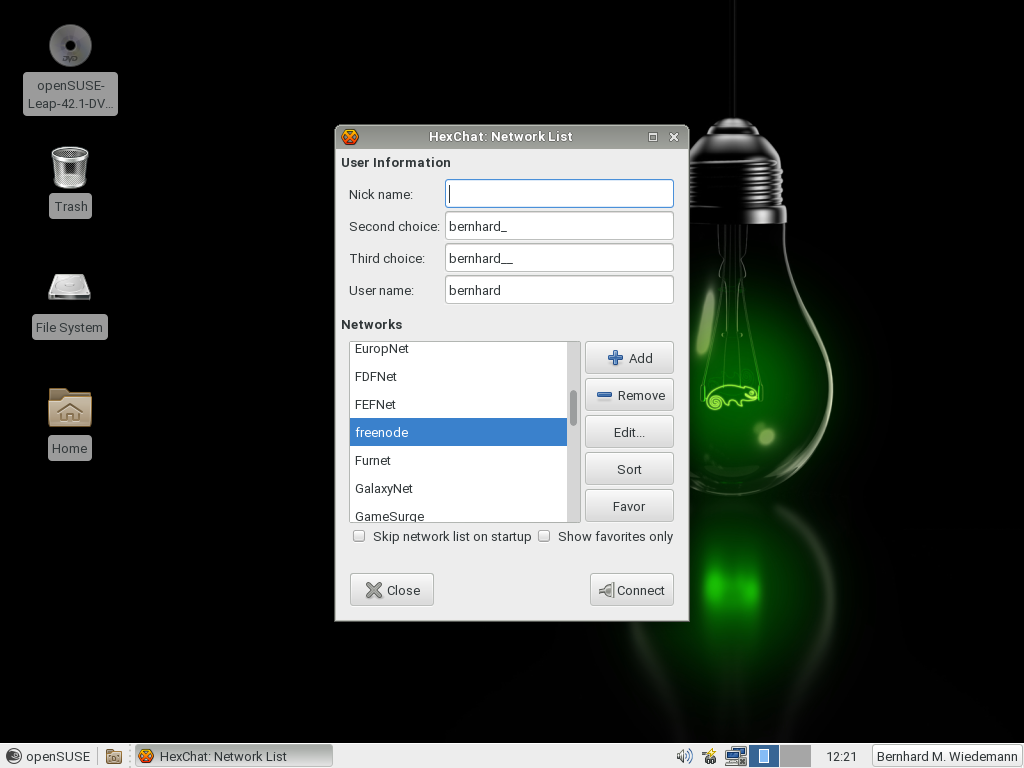 DVD
openSUSE-
Leap-42.1-DV...
Trash
File System
Home
HexChat: Network List
User Information
Nick name:
Second choice: bernhard_
Third choice: bernhard__
User name: bernhard
Networks
EuropNet
FDFNet
FEFNet
freenode
Furnet
GalaxyNet
GameSurge
Add
Remove
Edit...
Sort
Favor
Skip network list on startup
Show favorites only
Close
Connect
openSUSE
HexChat: Network List
12:21
Bernhard M. Wiedemann